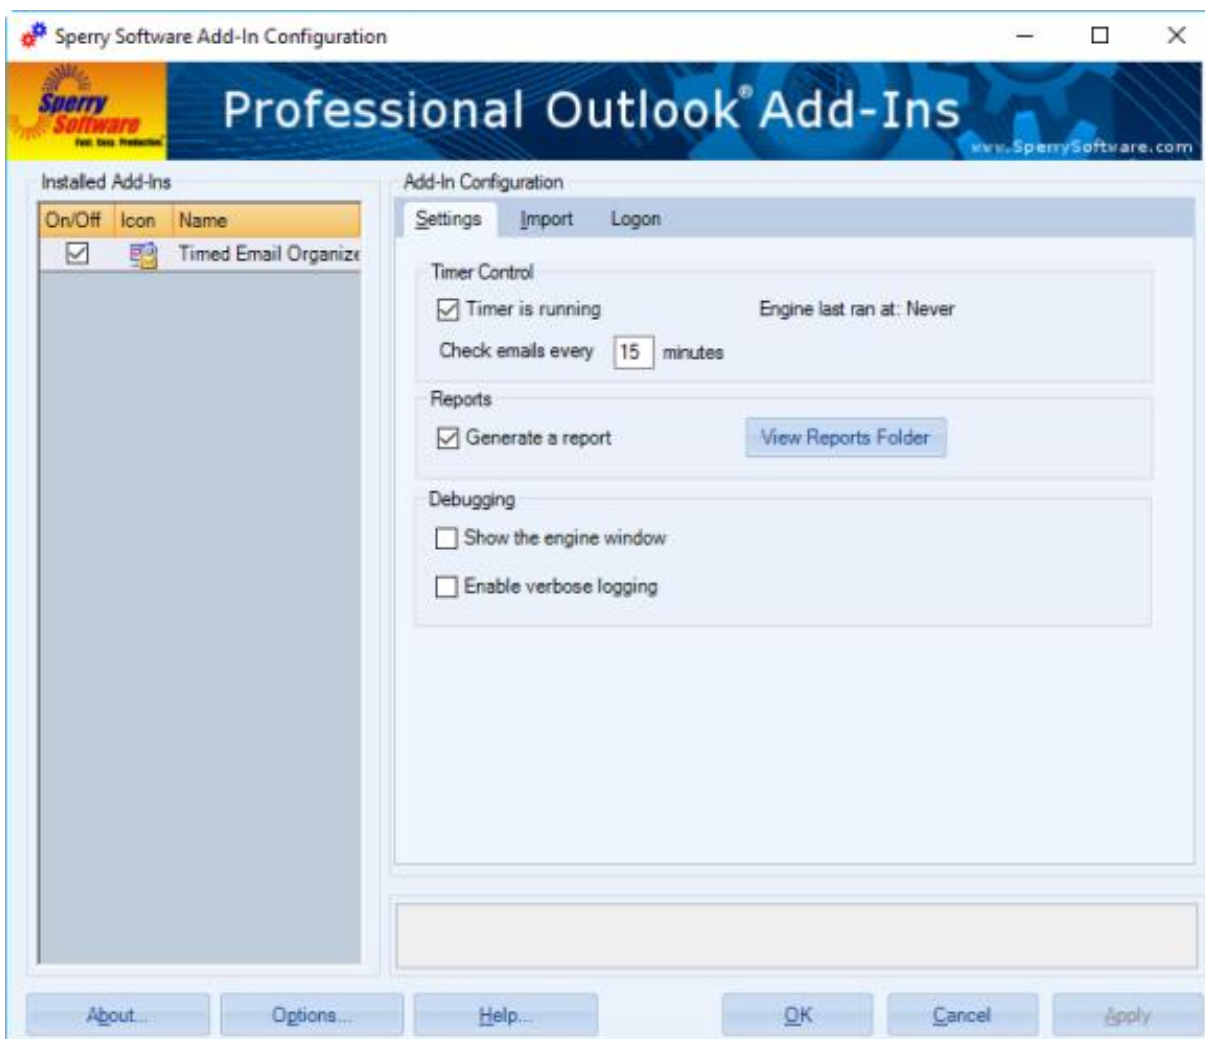 Sperry Software Add-In Configuration
Sperry
Software
Fast. Easy. Productive.
Professional Outlook® Add-Ins
www.SperrySoftware.com
Installed Add-Ins
On/Off Icon Name
Timed Email Organize
Add-In Configuration
Settings Import Logon
Timer Control
Timer is running Engine last ran at: Never
Check emails every 15 minutes
Reports
Generate a report View Reports Folder
Debugging
Show the engine window
Enable verbose logging
About... Options... Help... OK Cancel Apply